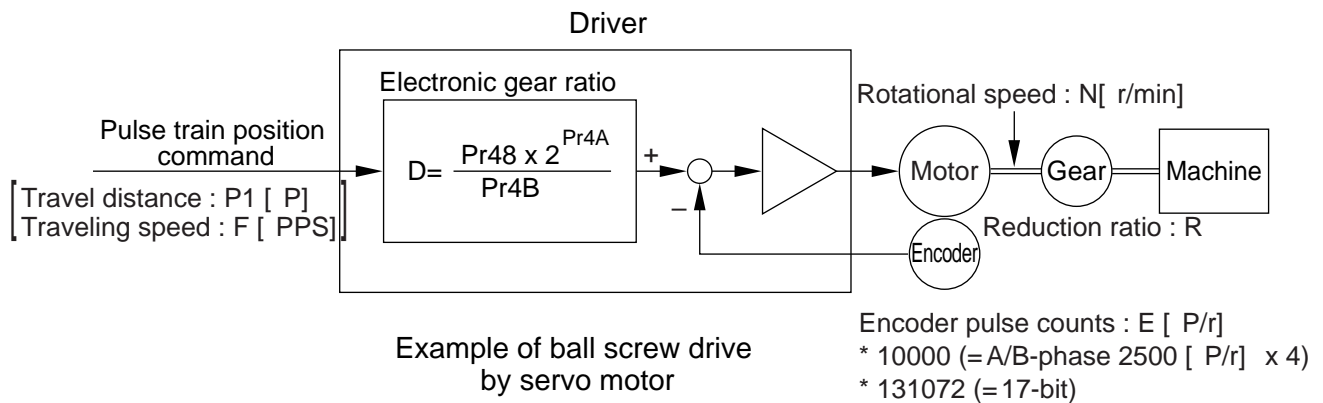 Driver
Electronic gear ratio
Rotational speed : N[ r/min]
Pulse train position
command
D= Pr48 x 2^Pr4A / Pr4B
+
−
Motor
Gear
Machine
[Travel distance : P1 [ P]
Traveling speed : F [ PPS]]
Reduction ratio : R
Encoder
Encoder pulse counts : E [ P/r]
* 10000 (= A/B-phase 2500 [ P/r] x 4)
* 131072 (= 17-bit)
Example of ball screw drive
by servo motor